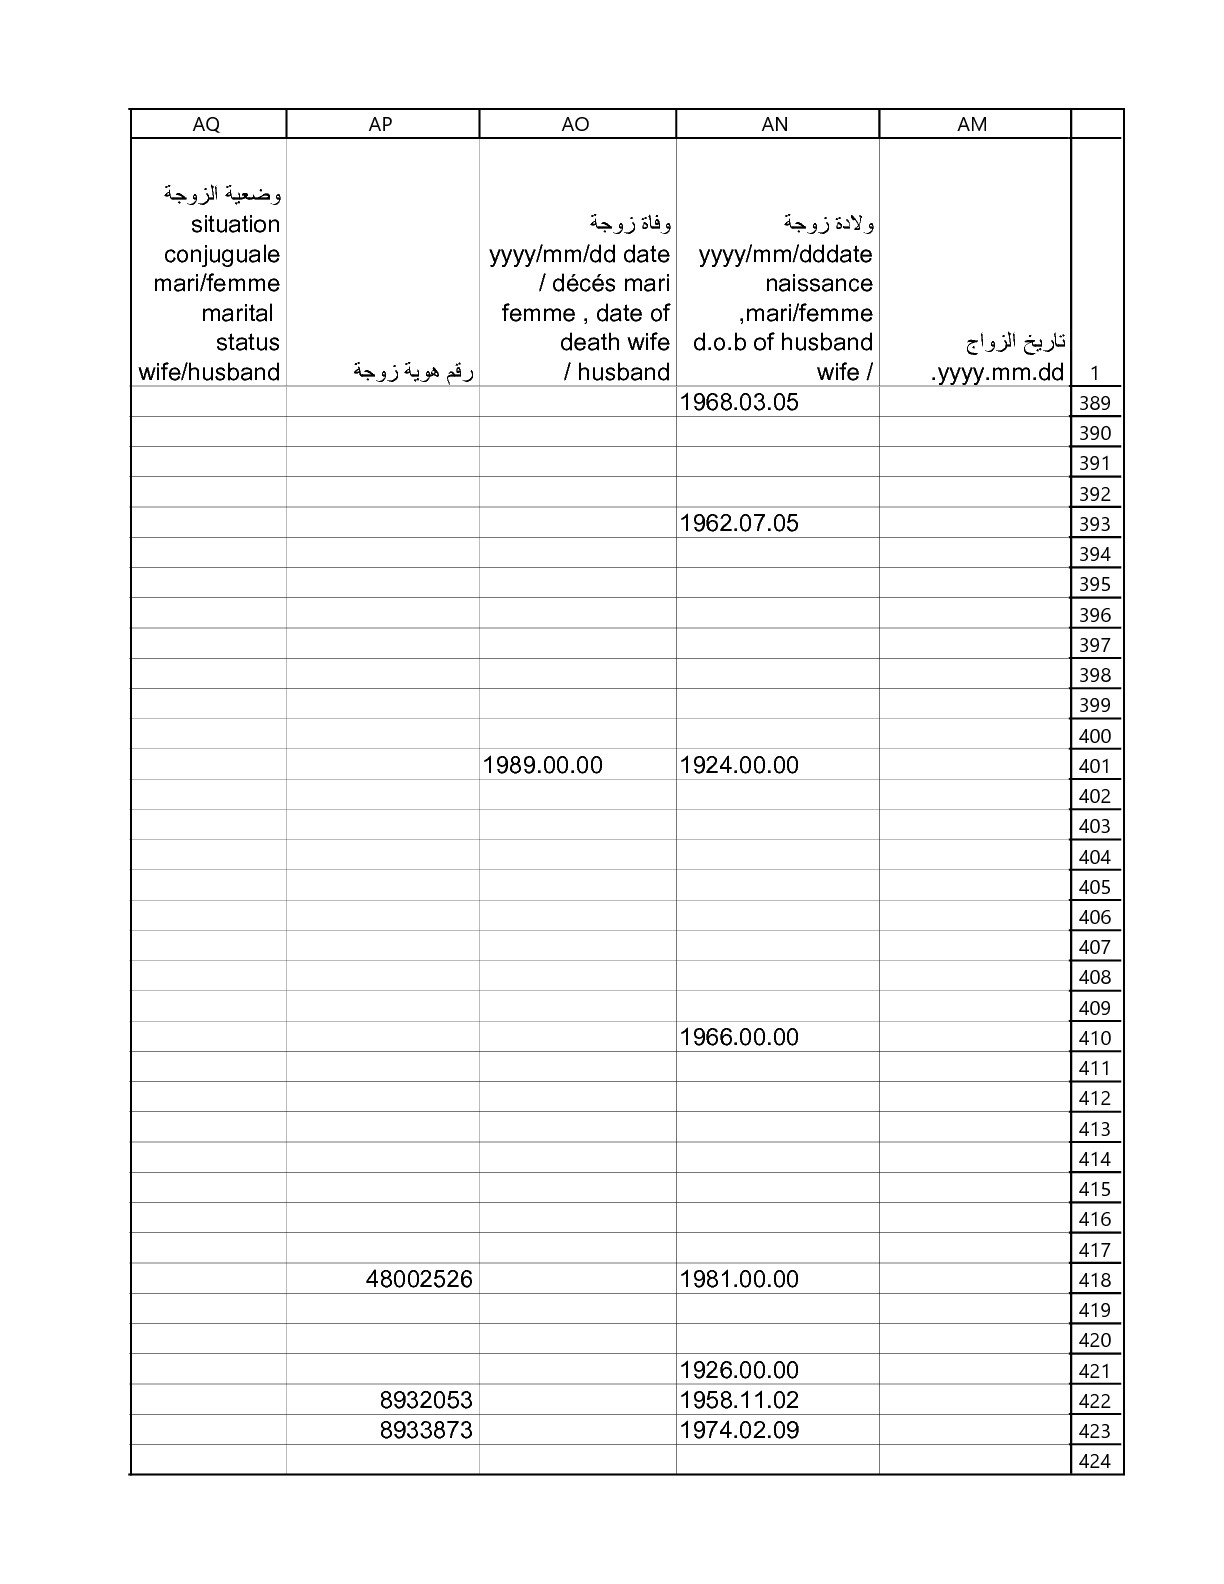 AQ AP AO AN AM
وضعية الزوجة
situation
conjuguale
mari/femme
marital
status
wife/husband
رقم هوية زوجة
وفاة زوجة
yyyy/mm/dd date
/ décés mari
femme , date of
death wife
/ husband
ولادة زوجة
yyyy/mm/dddate
naissance
,mari/femme
d.o.b of husband
wife /
تاريخ الزواج
.yyyy.mm.dd
1
1968.03.05 389
390
391
392
1962.07.05 393
394
395
396
397
398
399
400
1989.00.00 1924.00.00 401
402
403
404
405
406
407
408
409
1966.00.00 410
411
412
413
414
415
416
417
48002526 1981.00.00 418
419
420
1926.00.00 421
8932053 1958.11.02 422
8933873 1974.02.09 423
424